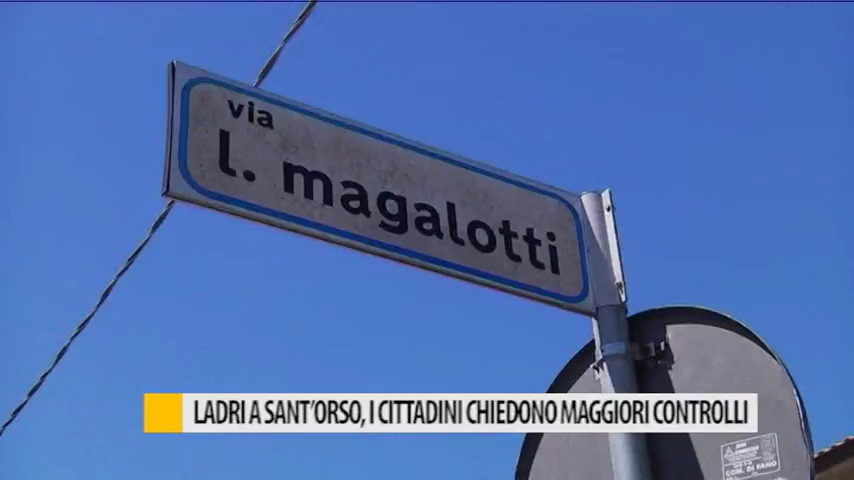 via
l. magalotti
LADRI A SANT'ORSO, I CITTADINI CHIEDONO MAGGIORI CONTROLLI
COM. DI FANO